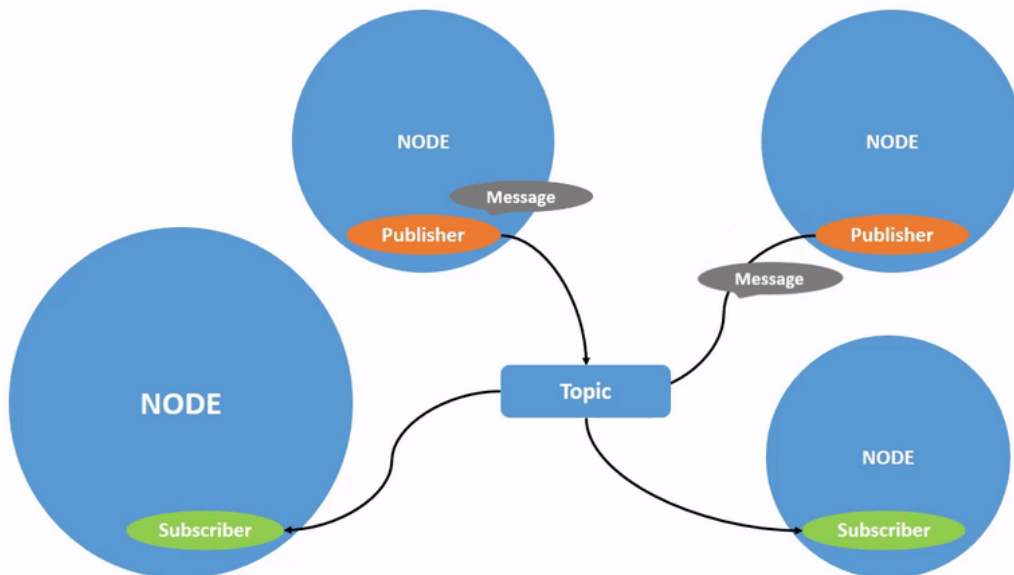 NODE
NODE
Message
Publisher
Publisher
Message
Topic
NODE
NODE
Subscriber
Subscriber